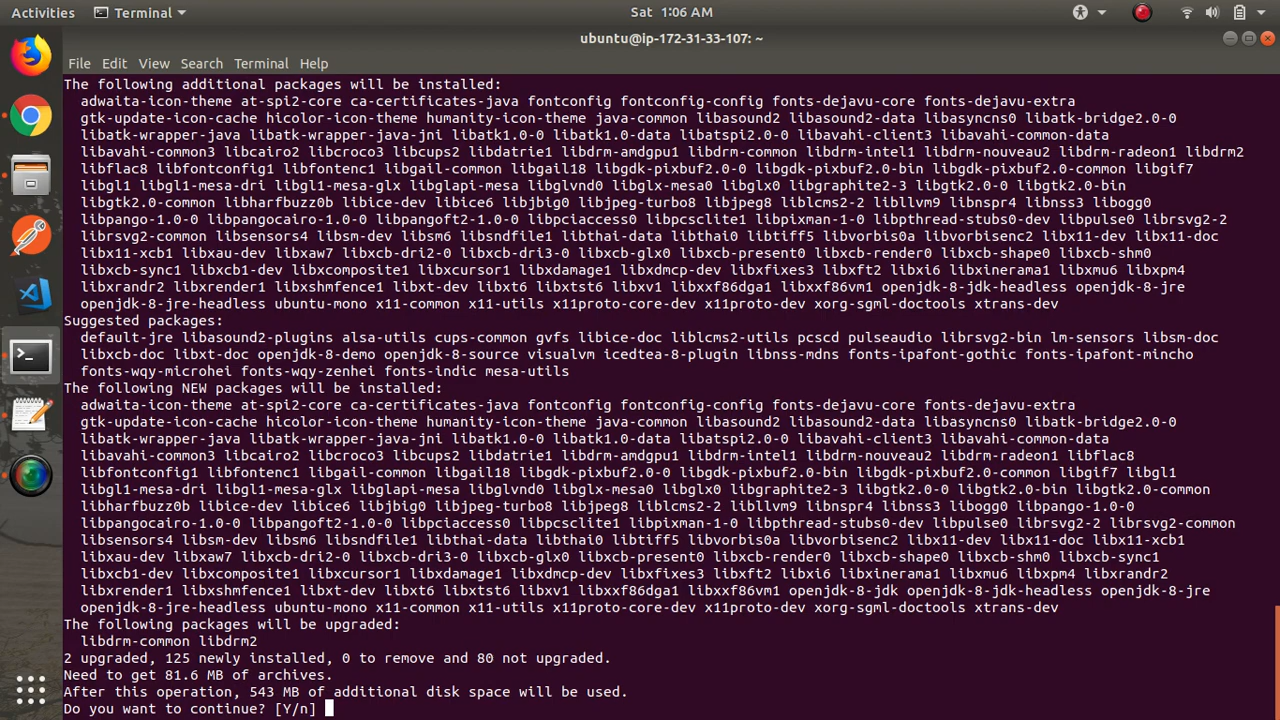 Activities Terminal Sat 1:06 AM
ubuntu@ip-172-31-33-107: ~
File Edit View Search Terminal Help
The following additional packages will be installed:
adwaita-icon-theme at-spi2-core ca-certificates-java fontconfig fontconfig-config fonts-dejavu-core fonts-dejavu-extra
gtk-update-icon-cache hicolor-icon-theme humanity-icon-theme java-common libasound2 libasound2-data libasyncns0 libatk-bridge2.0-0
libatk-wrapper-java libatk-wrapper-java-jni libatk1.0-0 libatk1.0-data libatspi2.0-0 libavahi-client3 libavahi-common-data
libavahi-common3 libcairo2 libcroco3 libcups2 libdatrie1 libdrm-amdgpu1 libdrm-common libdrm-intel1 libdrm-nouveau2 libdrm-radeon1 libdrm2
libflac8 libfontconfig1 libfontenc1 libgail-common libgail18 libgdk-pixbuf2.0-0 libgdk-pixbuf2.0-bin libgdk-pixbuf2.0-common libgif7
libgl1 libgl1-mesa-dri libgl1-mesa-glx libglapi-mesa libglvnd0 libglx-mesa0 libglx0 libgraphite2-3 libgtk2.0-0 libgtk2.0-bin
libgtk2.0-common libharfbuzz0b libice-dev libice6 libjbig0 libjpeg-turbo8 libjpeg8 liblcms2-2 libllvm9 libnspr4 libnss3 libogg0
libpango-1.0-0 libpangocairo-1.0-0 libpangoft2-1.0-0 libpciaccess0 libpcsclite1 libpixman-1-0 libpthread-stubs0-dev libpulse0 librsvg2-2
librsvg2-common libsensors4 libsm-dev libsm6 libsndfile1 libthai-data libthai0 libtiff5 libvorbis0a libvorbisenc2 libx11-dev libx11-doc
libx11-xcb1 libxau-dev libxaw7 libxcb-dri2-0 libxcb-dri3-0 libxcb-glx0 libxcb-present0 libxcb-render0 libxcb-shape0 libxcb-shm0
libxcb-sync1 libxcb1-dev libxcomposite1 libxcursor1 libxdamage1 libxdmcp-dev libxfixes3 libxft2 libxi6 libxinerama1 libxmu6 libxpm4
libxrandr2 libxrender1 libxshmfence1 libxt-dev libxt6 libxtst6 libxv1 libxxf86dga1 libxxf86vm1 openjdk-8-jdk-headless openjdk-8-jre
openjdk-8-jre-headless ubuntu-mono x11-common x11-utils x11proto-core-dev x11proto-dev xorg-sgml-doctools xtrans-dev
Suggested packages:
default-jre libasound2-plugins alsa-utils cups-common gvfs libice-doc liblcms2-utils pcscd pulseaudio librsvg2-bin lm-sensors libsm-doc
libxcb-doc libxt-doc openjdk-8-demo openjdk-8-source visualvm icedtea-8-plugin libnss-mdns fonts-ipafont-gothic fonts-ipafont-mincho
fonts-wqy-microhei fonts-wqy-zenhei fonts-indic mesa-utils
The following NEW packages will be installed:
adwaita-icon-theme at-spi2-core ca-certificates-java fontconfig fontconfig-config fonts-dejavu-core fonts-dejavu-extra
gtk-update-icon-cache hicolor-icon-theme humanity-icon-theme java-common libasound2 libasound2-data libasyncns0 libatk-bridge2.0-0
libatk-wrapper-java libatk-wrapper-java-jni libatk1.0-0 libatk1.0-data libatspi2.0-0 libavahi-client3 libavahi-common-data
libavahi-common3 libcairo2 libcroco3 libcups2 libdatrie1 libdrm-amdgpu1 libdrm-intel1 libdrm-nouveau2 libdrm-radeon1 libflac8
libfontconfig1 libfontenc1 libgail-common libgail18 libgdk-pixbuf2.0-0 libgdk-pixbuf2.0-bin libgdk-pixbuf2.0-common libgif7 libgl1
libgl1-mesa-dri libgl1-mesa-glx libglapi-mesa libglvnd0 libglx-mesa0 libglx0 libgraphite2-3 libgtk2.0-0 libgtk2.0-bin libgtk2.0-common
libharfbuzz0b libice-dev libice6 libjbig0 libjpeg-turbo8 libjpeg8 liblcms2-2 libllvm9 libnspr4 libnss3 libogg0 libpango-1.0-0
libpangocairo-1.0-0 libpangoft2-1.0-0 libpciaccess0 libpcsclite1 libpixman-1-0 libpthread-stubs0-dev libpulse0 librsvg2-2 librsvg2-common
libsensors4 libsm-dev libsm6 libsndfile1 libthai-data libthai0 libtiff5 libvorbis0a libvorbisenc2 libx11-dev libx11-doc libx11-xcb1
libxau-dev libxaw7 libxcb-dri2-0 libxcb-dri3-0 libxcb-glx0 libxcb-present0 libxcb-render0 libxcb-shape0 libxcb-shm0 libxcb-sync1
libxcb1-dev libxcomposite1 libxcursor1 libxdamage1 libxdmcp-dev libxfixes3 libxft2 libxi6 libxinerama1 libxmu6 libxpm4 libxrandr2
libxrender1 libxshmfence1 libxt-dev libxt6 libxtst6 libxv1 libxxf86dga1 libxxf86vm1 openjdk-8-jdk openjdk-8-jdk-headless openjdk-8-jre
openjdk-8-jre-headless ubuntu-mono x11-common x11-utils x11proto-core-dev x11proto-dev xorg-sgml-doctools xtrans-dev
The following packages will be upgraded:
libdrm-common libdrm2
2 upgraded, 125 newly installed, 0 to remove and 80 not upgraded.
Need to get 81.6 MB of archives.
After this operation, 543 MB of additional disk space will be used.
Do you want to continue? [Y/n]